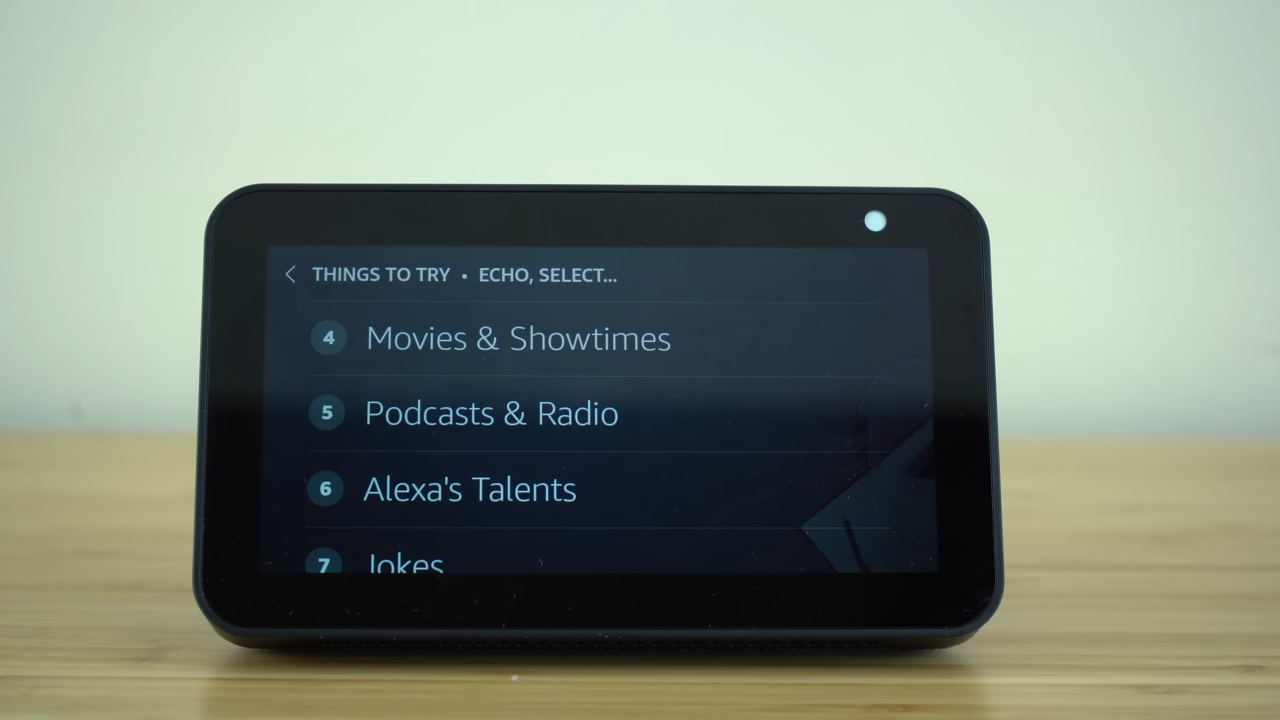 THINGS TO TRY • ECHO, SELECT...
4 Movies & Showtimes
5 Podcasts & Radio
6 Alexa's Talents
7 Jokes